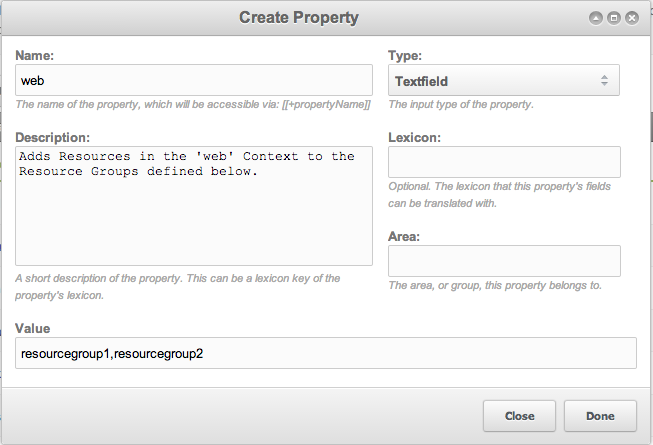 Create Property
Name:
web
The name of the property, which will be accessible via: [[+propertyName]]
Type:
Textfield
The input type of the property.
Description:
Adds Resources in the 'web' Context to the
Resource Groups defined below.
A short description of the property. This can be a lexicon key of the
property's lexicon.
Lexicon:
Optional. The lexicon that this property's fields
can be translated with.
Area:
The area, or group, this property belongs to.
Value
resourcegroup1,resourcegroup2
Close
Done